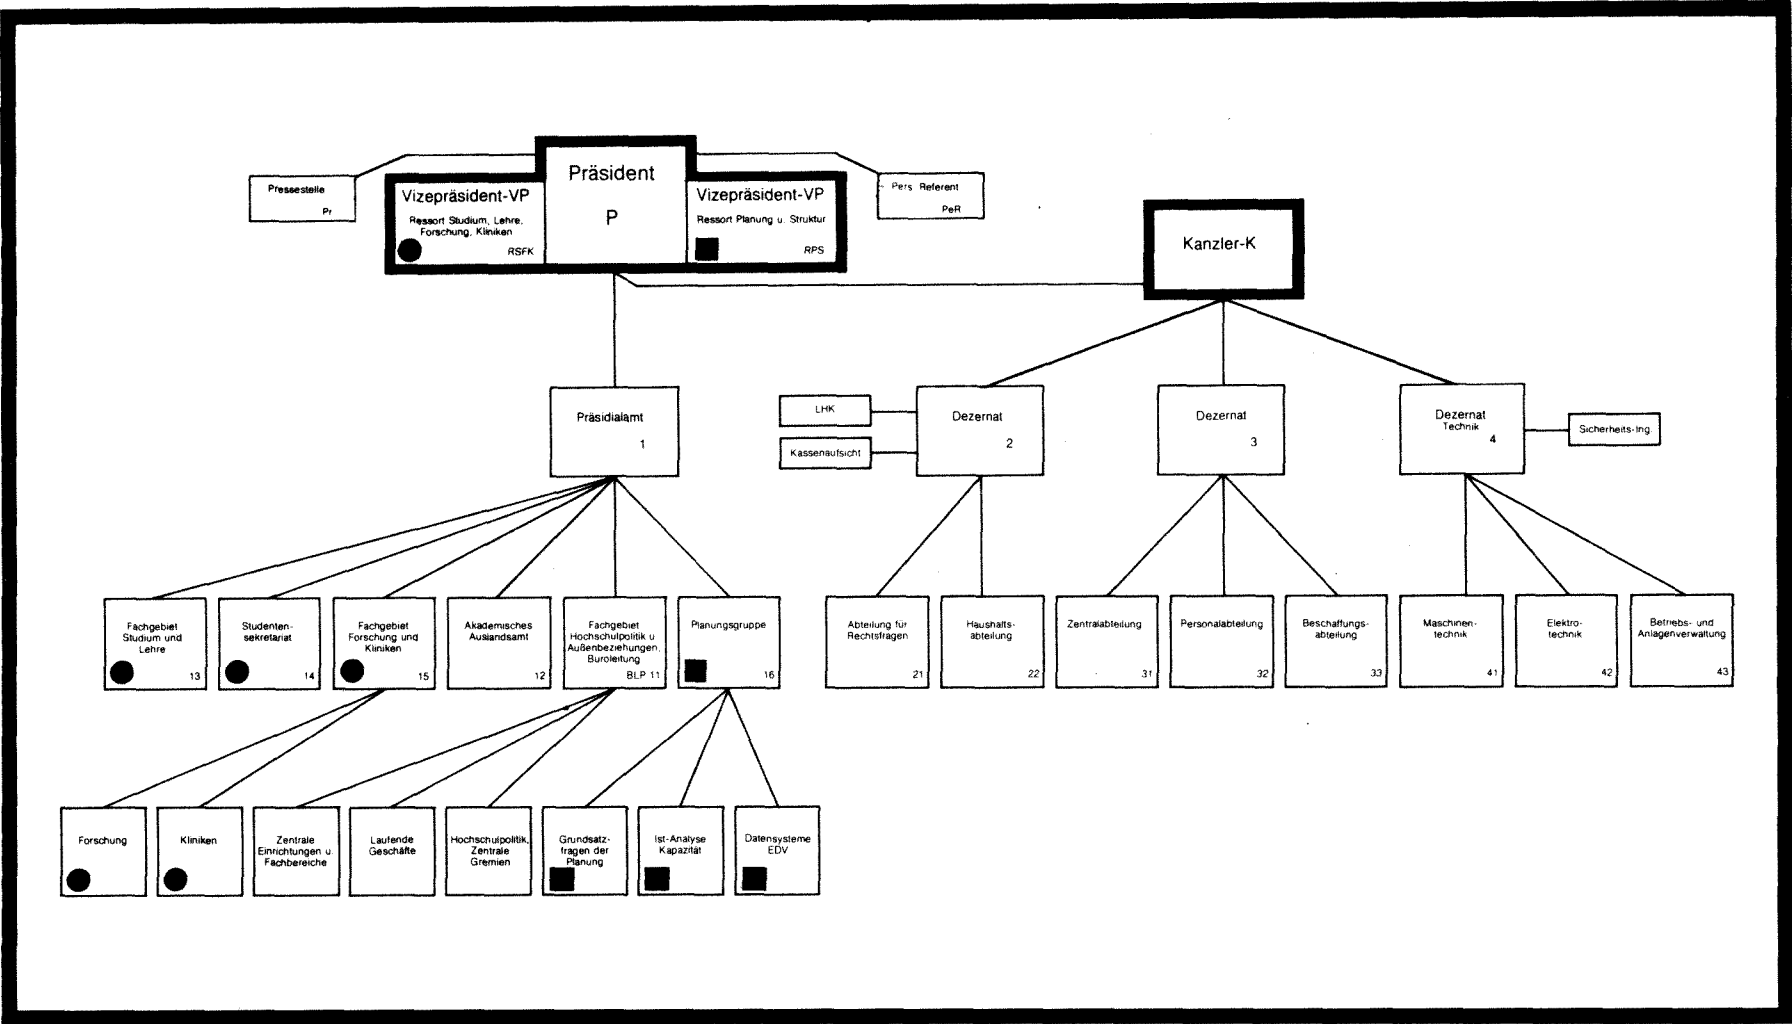 Präsident
P
Vizepräsident-VP
Ressort Studium, Lehre,
Forschung, Kliniken
RSFK
Vizepräsident-VP
Ressort Planung u. Struktur
RPS
Pressestelle
Pr
Pers Referent
PeR
Kanzler-K
Präsidialamt
1
LHK
Kassenaufsicht
Dezernat
2
Dezernat
3
Dezernat
Technik
4
Sicherheits-Ing
Fachgebiet
Studium und
Lehre
13
Studenten-
sekretariat
14
Fachgebiet
Forschung und
Kliniken
15
Akademisches
Auslandsamt
12
Fachgebiet
Hochschulpolitik u
Außenbeziehungen,
Buroleitung
BLP 11
Planungsgruppe
16
Abteilung für
Rechtsfragen
21
Haushalts-
abteilung
22
Zentralabteilung
31
Personalabteilung
32
Beschaffungs-
abteilung
33
Maschinen-
technik
41
Elektro-
technik
42
Betriebs- und
Anlagenverwaltung
43
Forschung
Kliniken
Zentrale
Einrichtungen u.
Fachbereiche
Laufende
Geschäfte
Hochschulpolitik,
Zentrale
Gremien
Grundsatz-
fragen der
Planung
Ist-Analyse
Kapazität
Datensysteme
EDV